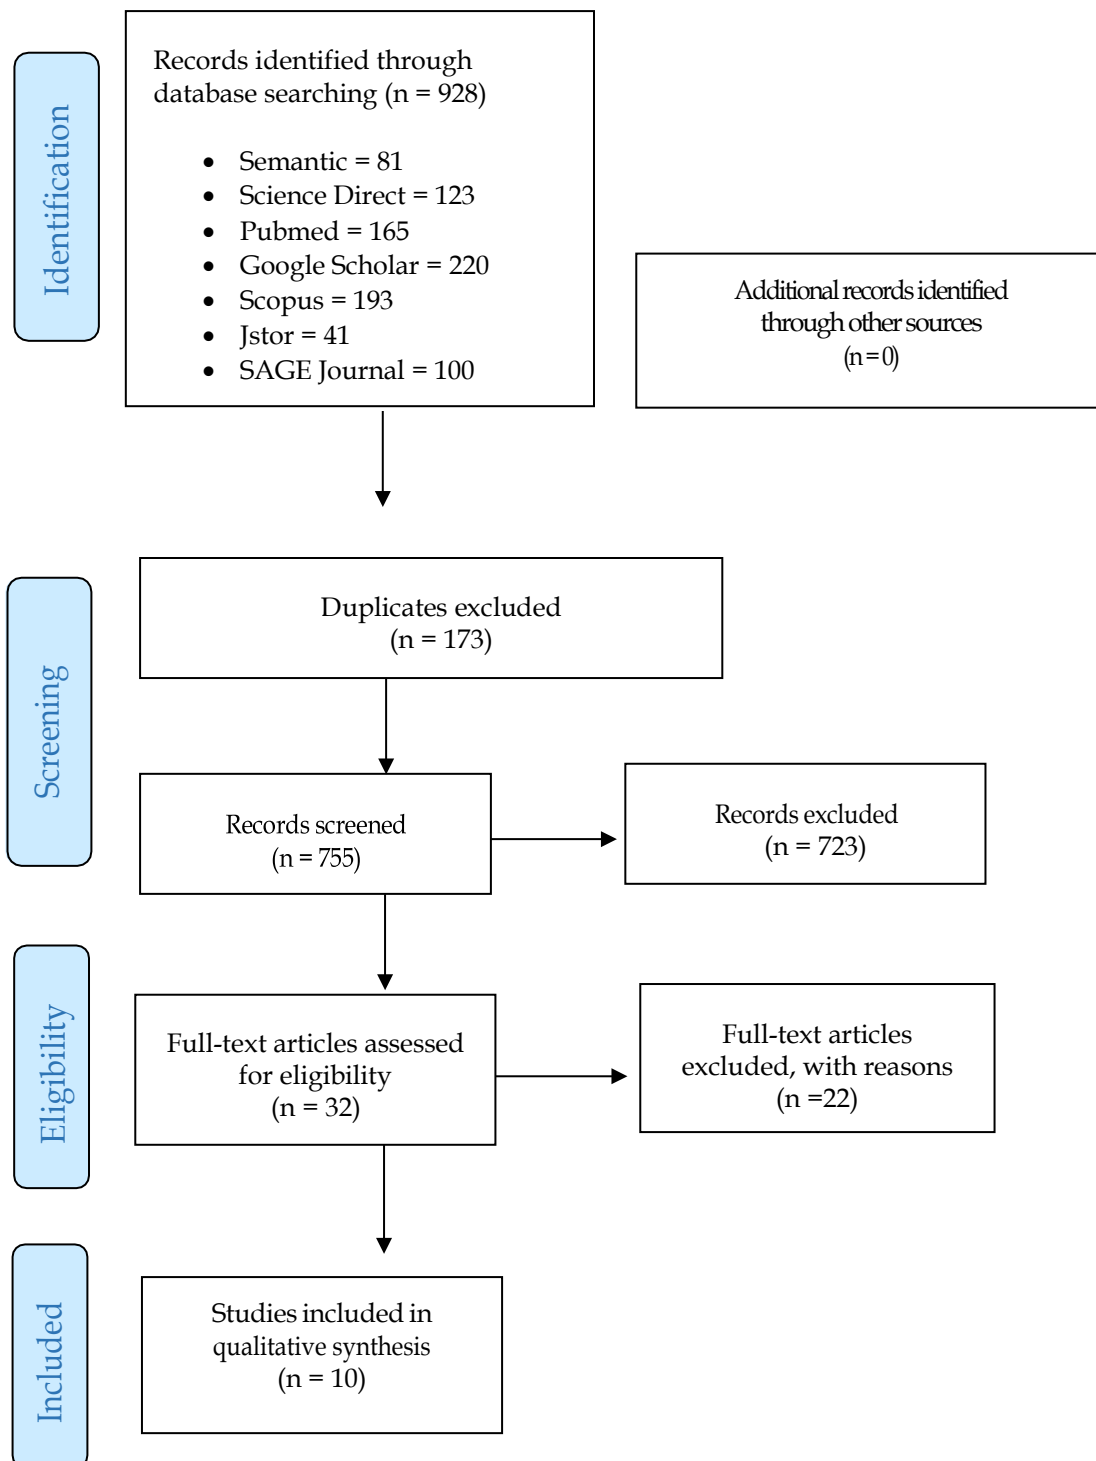 Identification
Records identified through
database searching (n = 928)
• Semantic = 81
• Science Direct = 123
• Pubmed = 165
• Google Scholar = 220
• Scopus = 193
• Jstor = 41
• SAGE Journal = 100
Additional records identified
through other sources
(n = 0)
Screening
Duplicates excluded
(n = 173)
Records screened
(n = 755)
Records excluded
(n = 723)
Eligibility
Full-text articles assessed
for eligibility
(n = 32)
Full-text articles
excluded, with reasons
(n =22)
Included
Studies included in
qualitative synthesis
(n = 10)